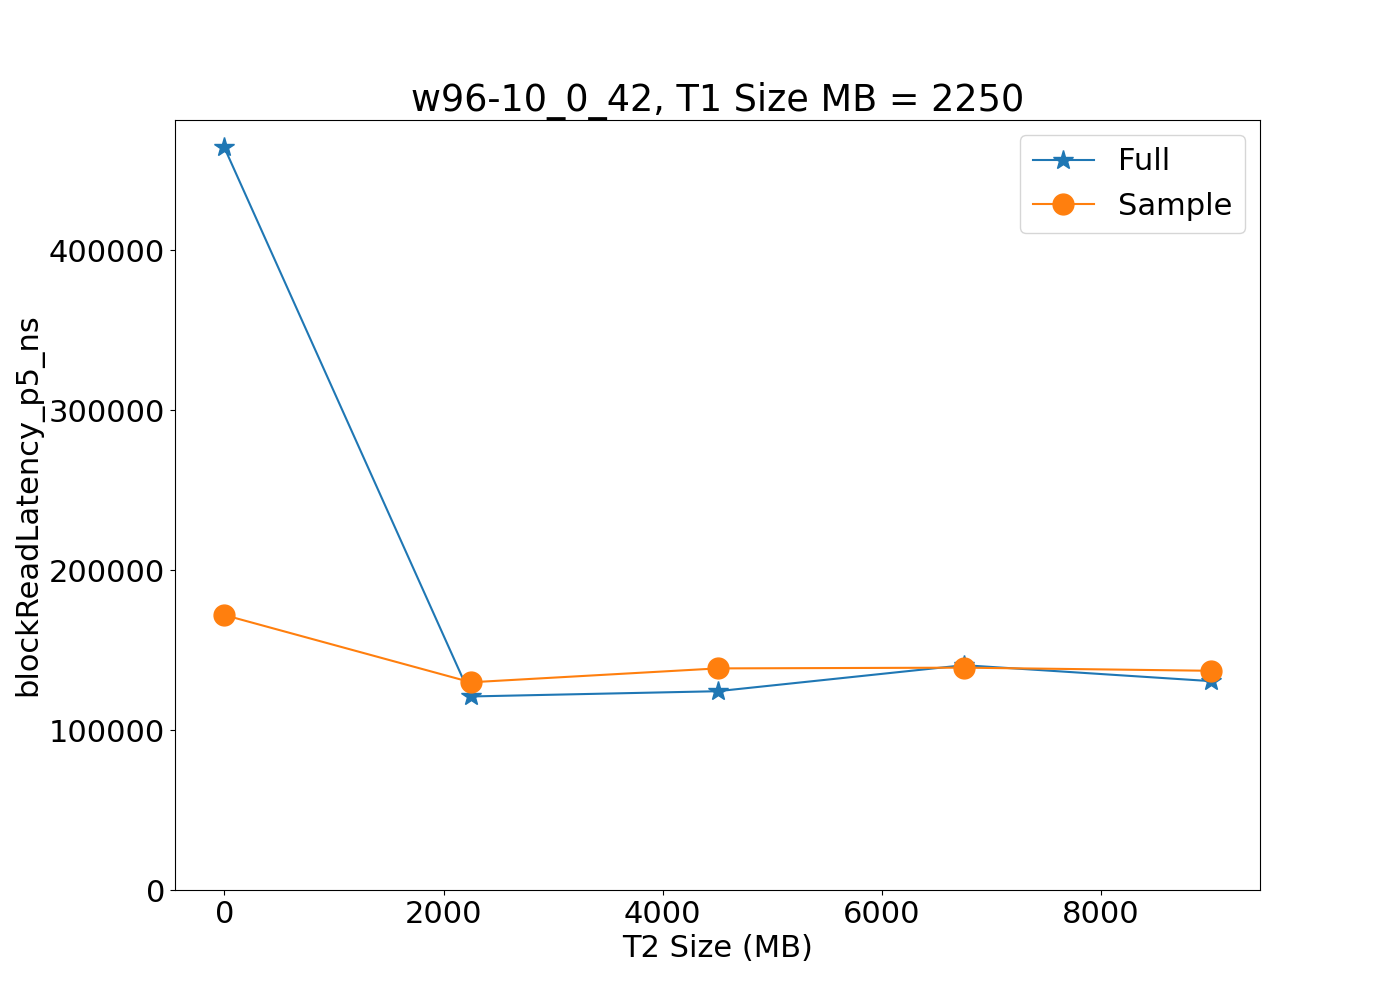 w96-10_0_42, T1 Size MB = 2250
Full
Sample
blockReadLatency_p5_ns
400000
300000
200000
100000
0
0 2000 4000 6000 8000
T2 Size (MB)